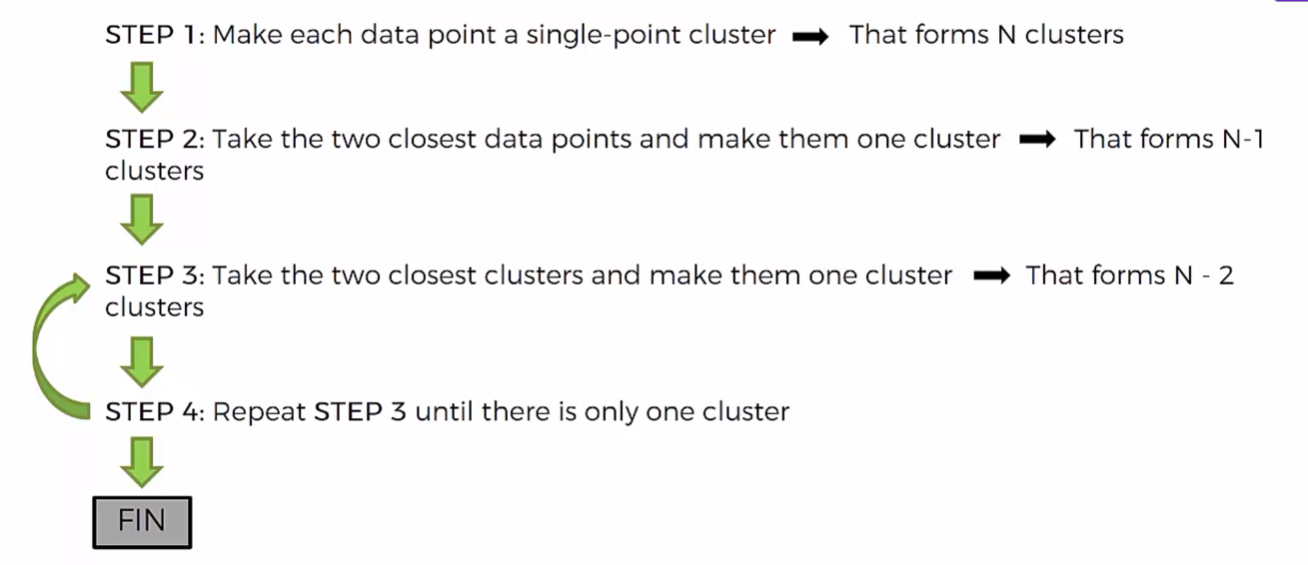 STEP 1: Make each data point a single-point cluster ➡ That forms N clusters
STEP 2: Take the two closest data points and make them one cluster ➡ That forms N-1
clusters
STEP 3: Take the two closest clusters and make them one cluster ➡ That forms N - 2
clusters
STEP 4: Repeat STEP 3 until there is only one cluster
FIN